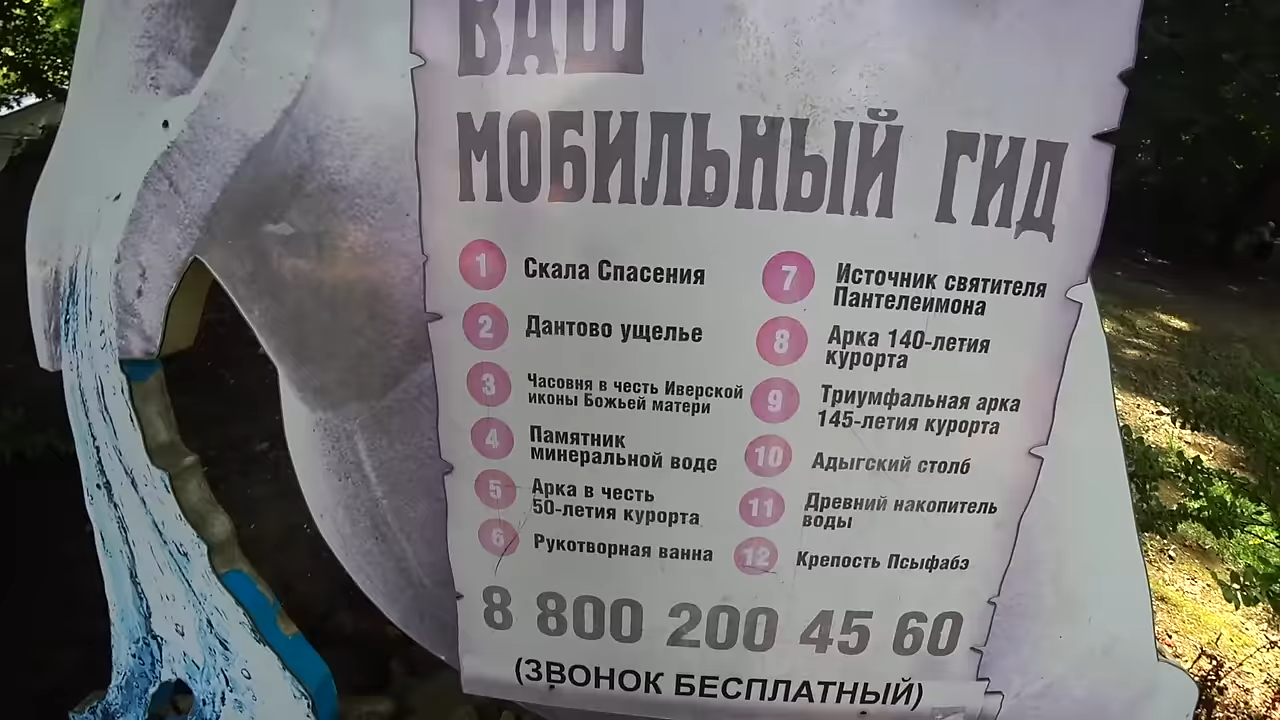 ВАШ
МОБИЛЬНЫЙ ГИД
1 Скала Спасения
2 Дантово ущелье
3 Часовня в честь Иверской
иконы Божьей матери
4 Памятник
минеральной воде
5 Арка в честь
50-летия курорта
6 Рукотворная ванна
7 Источник святителя
Пантелеимона
8 Арка 140-летия
курорта
9 Триумфальная арка
145-летия курорта
10 Адыгский столб
11 Древний накопитель
воды
12 Крепость Псыфабэ
8 800 200 45 60
(ЗВОНОК БЕСПЛАТНЫЙ)